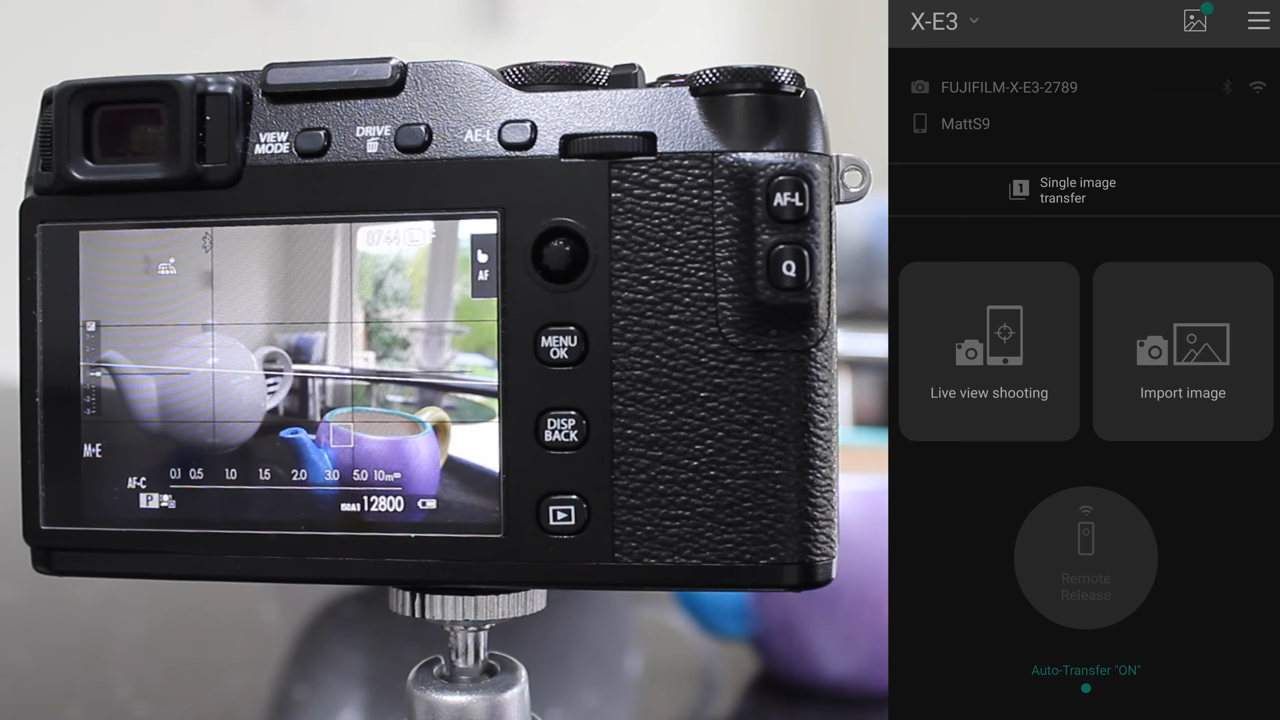 VIEW
MODE
DRIVE
AE-L
AF-L
Q
MENU
OK
DISP
BACK
AF
M+E
AF-C
0.1 0.5 1.0 1.5 2.0 3.0 5.0 10m∞
P
12800
X-E3
FUJIFILM-X-E3-2789
MattS9
1
Single image
transfer
Live view shooting
Import image
Remote
Release
Auto-Transfer "ON"